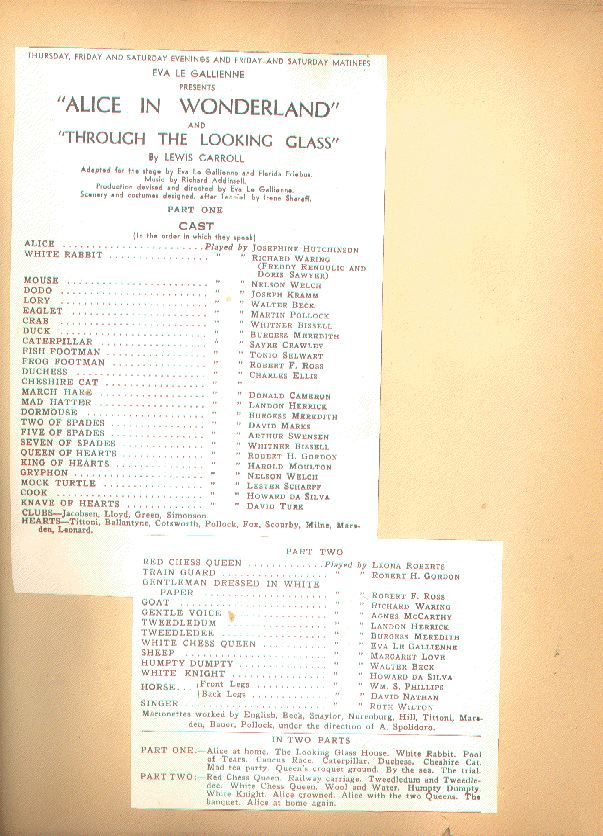 THURSDAY, FRIDAY AND SATURDAY EVENINGS AND FRIDAY AND SATURDAY MATINEES
EVA LE GALLIENNE
PRESENTS
"ALICE IN WONDERLAND"
AND
"THROUGH THE LOOKING GLASS"
By LEWIS CARROLL
Adapted for the stage by Eva Le Gallienne and Florida Friebus.
Music by Richard Addinsell.
Production devised and directed by Eva Le Gallienne.
Scenery and costumes designed, after Tenniel by Irene Sharaff.
PART ONE
CAST
(In the order in which they speak)
ALICE ........................ Played by JOSEPHINE HUTCHINSON
WHITE RABBIT ................ " " RICHARD WARING
(FREDDY RENDULIC AND
DORIS SAWYER)
MOUSE ........................ " " NELSON WELCH
DODO ........................ " " JOSEPH KRAMM
LORY ........................ " " WALTER BECK
EAGLET ........................ " " MARTIN POLLOCK
CRAB ........................ " " WHITNER BISSELL
DUCK ........................ " " BURGESS MEREDITH
CATERPILLAR ................ " " SAYRE CRAWLEY
FISH FOOTMAN ................ " " TONIO SELWART
FROG FOOTMAN ................ " " ROBERT F. ROSS
DUCHESS ........................ " " CHARLES ELLIS
CHESHIRE CAT ................ " "
MARCH HARE ................ " " DONALD CAMERON
MAD HATTER ................ " " LANDON HERRICK
DORMOUSE ................ " " BURGESS MEREDITH
TWO OF SPADES ................ " " DAVID MARKS
FIVE OF SPADES ................ " " ARTHUR SWENSEN
SEVEN OF SPADES ................ " " WHITNER BISSELL
QUEEN OF HEARTS ................ " " ROBERT H. GORDON
KING OF HEARTS ................ " " HAROLD MOULTON
GRYPHON ........................ " " NELSON WELCH
MOCK TURTLE ................ " " LESTER SCHARFF
COOK ........................ " " HOWARD DA SILVA
KNAVE OF HEARTS ................ " " DAVID TURK
CLUBS—Jacobsen, Lloyd, Green, Simonson.
HEARTS—Tittoni, Ballantyne, Cotsworth, Pollock, Fox, Scourby, Milne, Mars-
den, Leonard.
PART TWO
RED CHESS QUEEN ............ Played by LEONA ROBERTS
TRAIN GUARD ................ " " ROBERT H. GORDON
GENTLEMAN DRESSED IN WHITE
PAPER ................ " " ROBERT F. ROSS
GOAT ........................ " " RICHARD WARING
GENTLE VOICE ................ " " AGNES McCARTHY
TWEEDLEDUM ................ " " LANDON HERRICK
TWEEDLEDEE ................ " " BURGESS MEREDITH
WHITE CHESS QUEEN ............ " " EVA LE GALLIENNE
SHEEP ........................ " " MARGARET LOVE
HUMPTY DUMPTY ................ " " WALTER BECK
WHITE KNIGHT ................ " " HOWARD DA SILVA
HORSE... {Front Legs ............ " " WM. S. PHILLIPS
{Back Legs ............ " " DAVID NATHAN
SINGER ........................ " " RUTH WILTON
Marionettes worked by English, Beck, Snaylor, Nurenburg, Hill, Tittoni, Mars-
den, Bauer, Pollock, under the direction of A. Spolidoro.
IN TWO PARTS
PART ONE:—Alice at home. The Looking Glass House. White Rabbit. Pool
of Tears. Caucus Race. Caterpillar. Duchess. Cheshire Cat.
Mad tea party. Queen's croquet ground. By the sea. The trial.
PART TWO:—Red Chess Queen. Railway carriage. Tweedledum and Tweedle-
dee. White Chess Queen. Wool and Water. Humpty Dumpty.
White Knight. Alice crowned. Alice with the two Queens. The
banquet. Alice at home again.